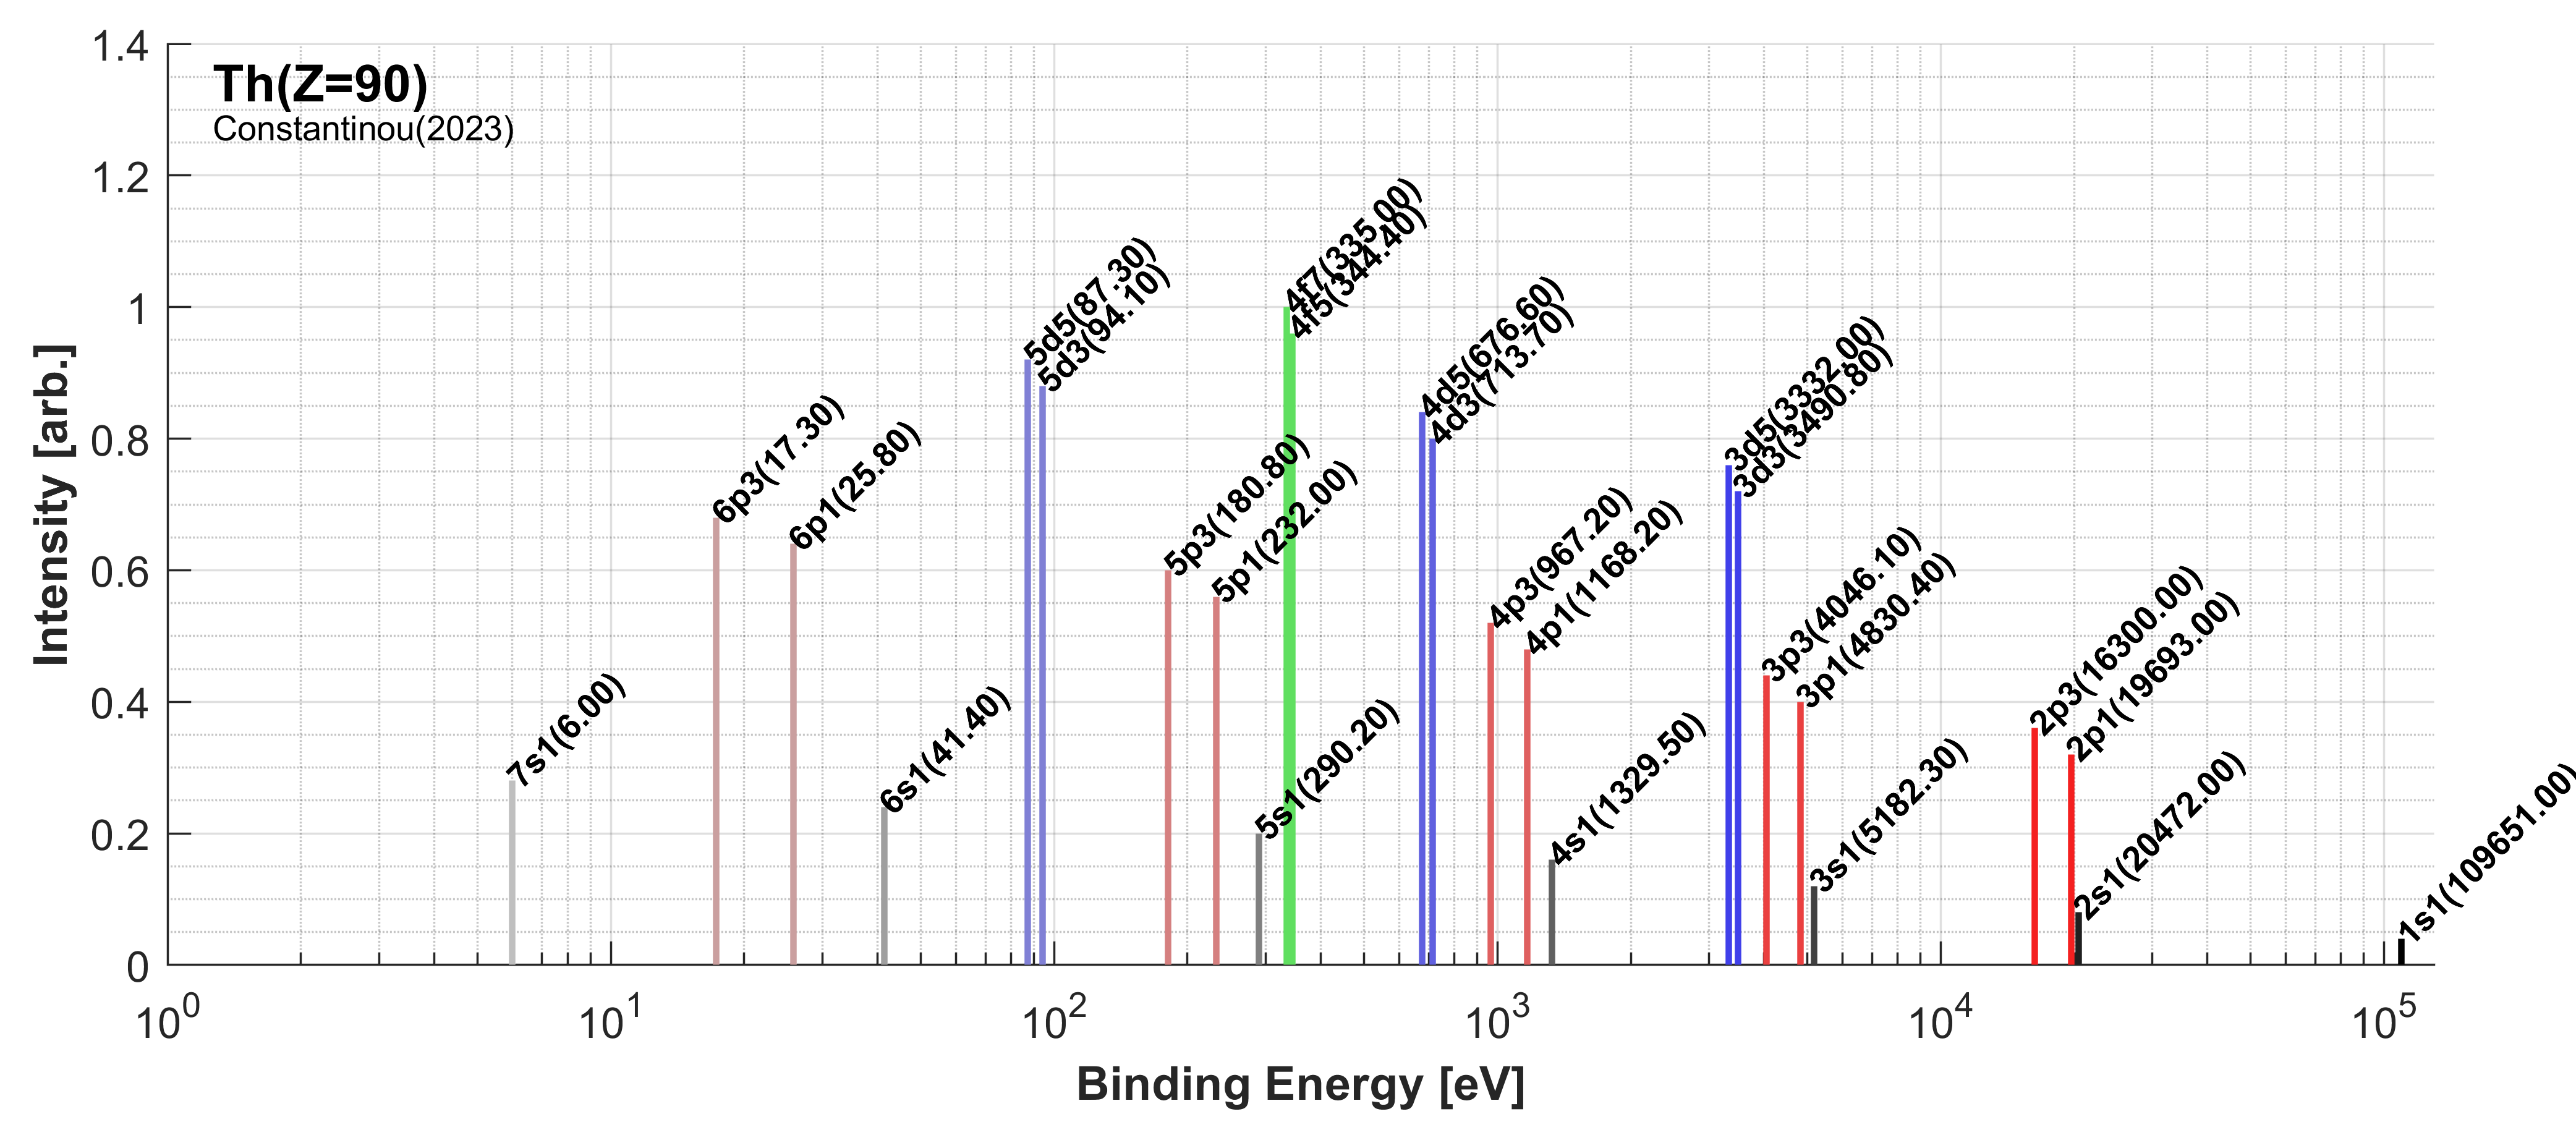 Th(Z=90)
Constantinou(2023)
Intensity [arb.]
1.4
1.2
1
0.8
0.6
0.4
0.2
0
7s1(6.00)
6p3(17.30)
6p1(25.80)
6s1(41.40)
5d5(87.30)
5d3(94.10)
5p3(180.80)
5p1(232.00)
5s1(290.20)
4f7(335.00)
4f5(344.40)
4d5(676.60)
4d3(713.70)
4p3(967.20)
4p1(1168.20)
4s1(1329.50)
3d5(3332.00)
3d3(3490.80)
3p3(4046.10)
3p1(4830.40)
3s1(5182.30)
2p3(16300.00)
2p1(19693.00)
2s1(20472.00)
1s1(109651.00)
10^0
10^1
10^2
10^3
10^4
10^5
Binding Energy [eV]